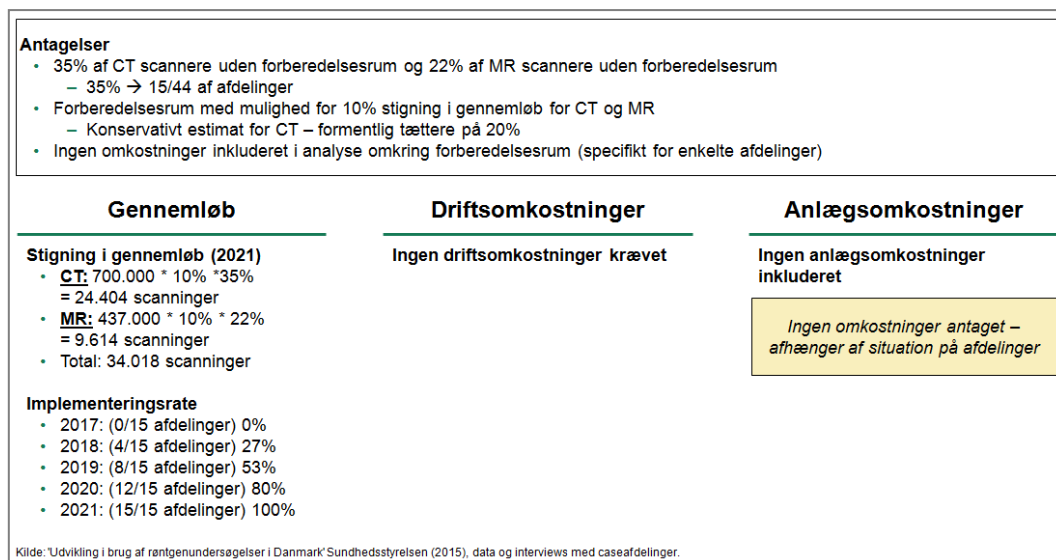 Antagelser
• 35% af CT scannere uden forberedelsesrum og 22% af MR scannere uden forberedelsesrum
– 35% → 15/44 af afdelinger
• Forberedelsesrum med mulighed for 10% stigning i gennemløb for CT og MR
– Konservativt estimat for CT – formentlig tættere på 20%
• Ingen omkostninger inkluderet i analyse omkring forberedelsesrum (specifikt for enkelte afdelinger)
Gennemløb
Stigning i gennemløb (2021)
• CT: 700.000 * 10% *35%
= 24.404 scanninger
• MR: 437.000 * 10% * 22%
= 9.614 scanninger
• Total: 34.018 scanninger
Implementeringsrate
• 2017: (0/15 afdelinger) 0%
• 2018: (4/15 afdelinger) 27%
• 2019: (8/15 afdelinger) 53%
• 2020: (12/15 afdelinger) 80%
• 2021: (15/15 afdelinger) 100%
Driftsomkostninger
Ingen driftsomkostninger krævet
Anlægsomkostninger
Ingen anlægsomkostninger
inkluderet
Ingen omkostninger antaget –
afhænger af situation på afdelinger
Kilde: 'Udvikling i brug af røntgenundersøgelser i Danmark' Sundhedsstyrelsen (2015), data og interviews med caseafdelinger.